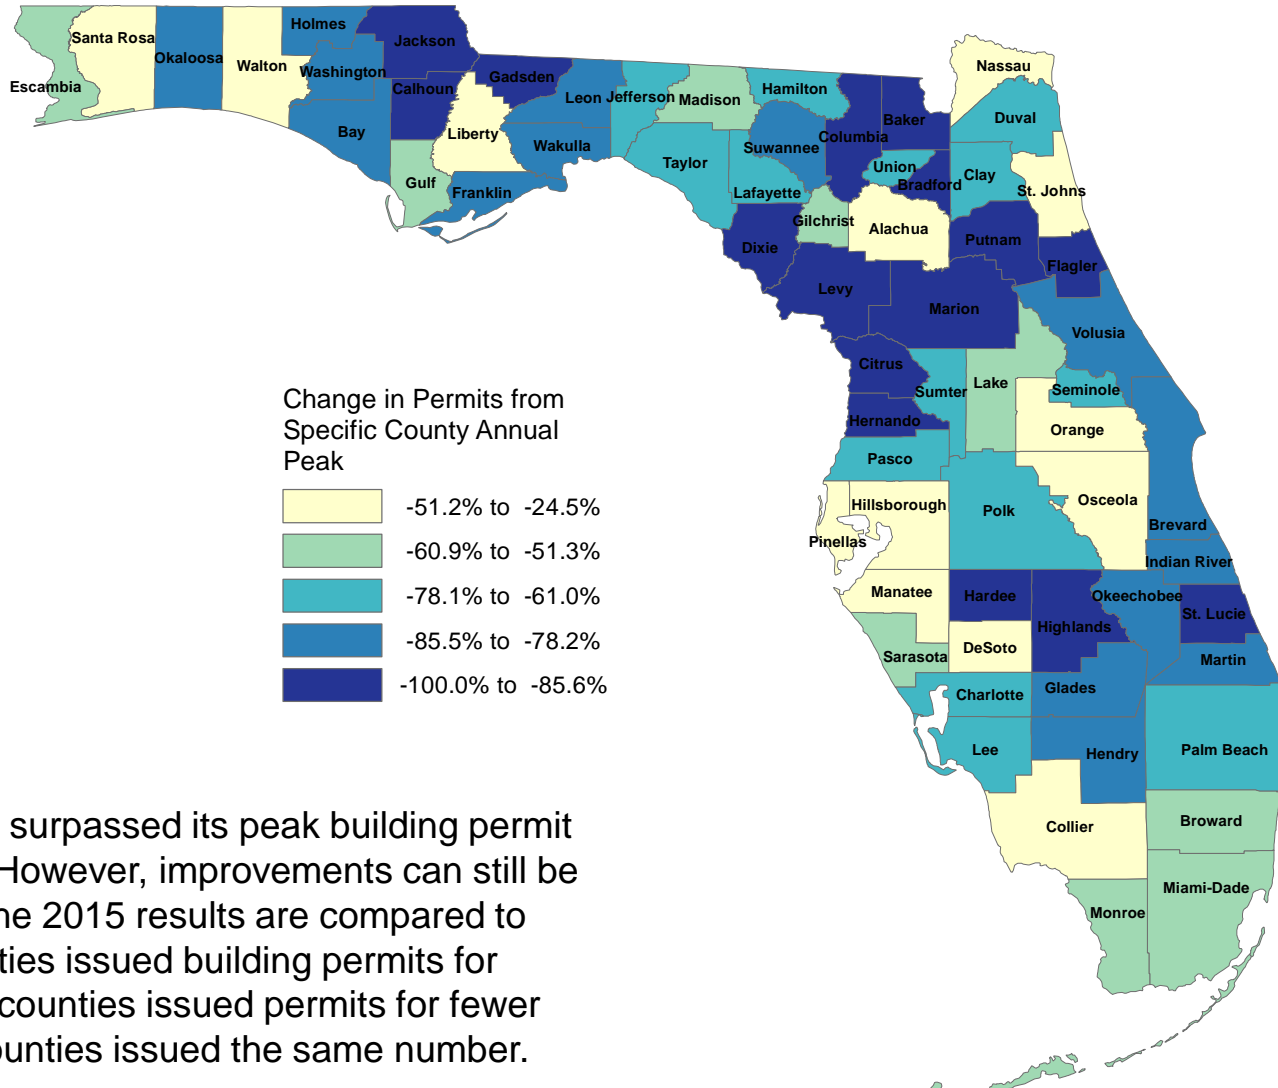 Holmes
Jackson
Santa Rosa
Okaloosa
Walton
Washington
Escambia
Calhoun
Gadsden
Leon
Jefferson
Madison
Hamilton
Nassau
Bay
Liberty
Wakulla
Taylor
Suwannee
Columbia
Baker
Duval
Gulf
Franklin
Lafayette
Union
Bradford
Clay
St. Johns
Gilchrist
Alachua
Dixie
Putnam
Flagler
Levy
Marion
Volusia
Citrus
Sumter
Lake
Seminole
Hernando
Orange
Pasco
Hillsborough
Polk
Osceola
Brevard
Pinellas
Indian River
Manatee
Hardee
Okeechobee
St. Lucie
Highlands
DeSoto
Sarasota
Martin
Charlotte
Glades
Lee
Hendry
Palm Beach
Collier
Broward
Miami-Dade
Monroe
Change in Permits from
Specific County Annual
Peak
-51.2% to -24.5%
-60.9% to -51.3%
-78.1% to -61.0%
-85.5% to -78.2%
-100.0% to -85.6%
surpassed its peak building permit
However, improvements can still be
he 2015 results are compared to
ties issued building permits for
counties issued permits for fewer
ounties issued the same number.